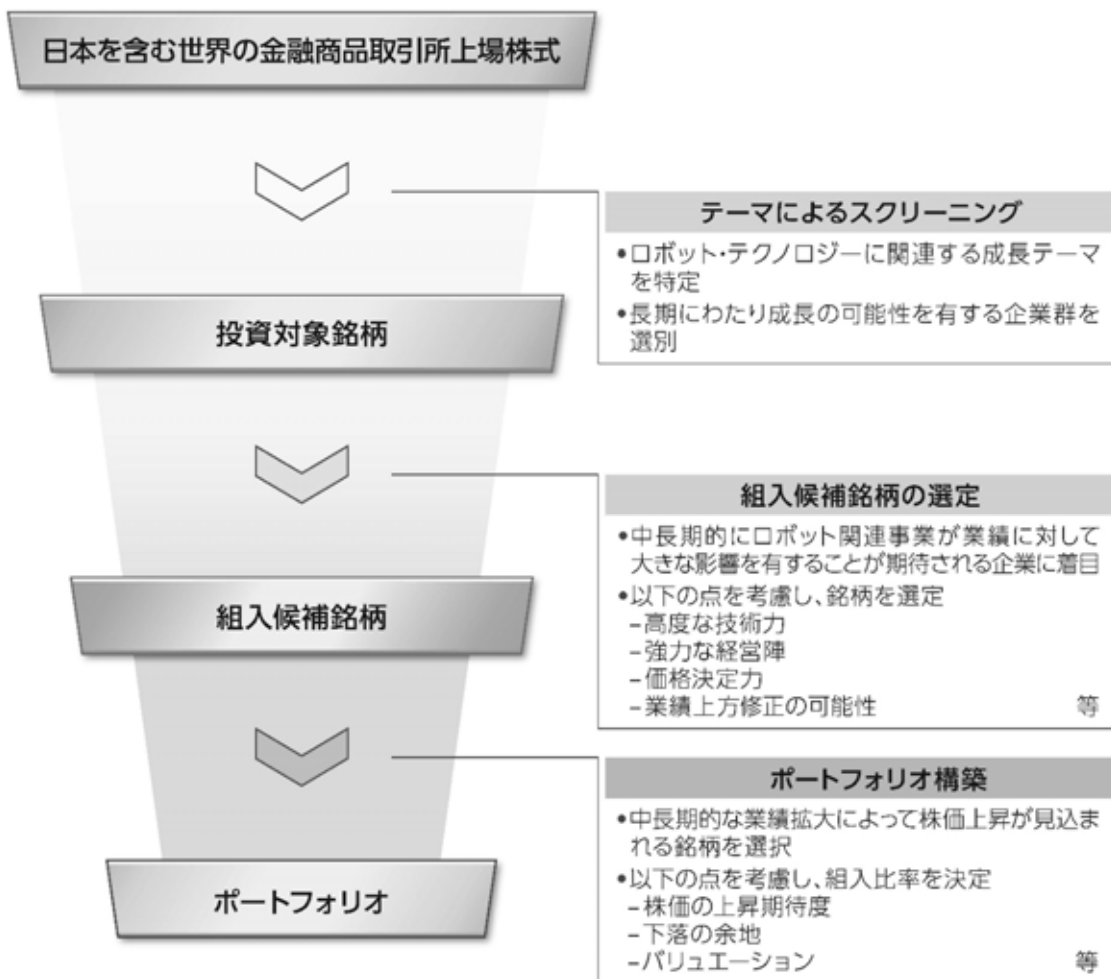 日本を含む世界の金融商品取引所上場株式
テーマによるスクリーニング
•ロボット・テクノロジーに関連する成長テーマ
を特定
•長期にわたり成長の可能性を有する企業群を
選別
投資対象銘柄
組入候補銘柄の選定
•中長期的にロボット関連事業が業績に対して
大きな影響を有することが期待される企業に着目
•以下の点を考慮し、銘柄を選定
−高度な技術力
−強力な経営陣
−価格決定力
−業績上方修正の可能性 等
組入候補銘柄
ポートフォリオ構築
•中長期的な業績拡大によって株価上昇が見込ま
れる銘柄を選択
•以下の点を考慮し、組入比率を決定
−株価の上昇期待度
−下落の余地
−バリュエーション 等
ポートフォリオ